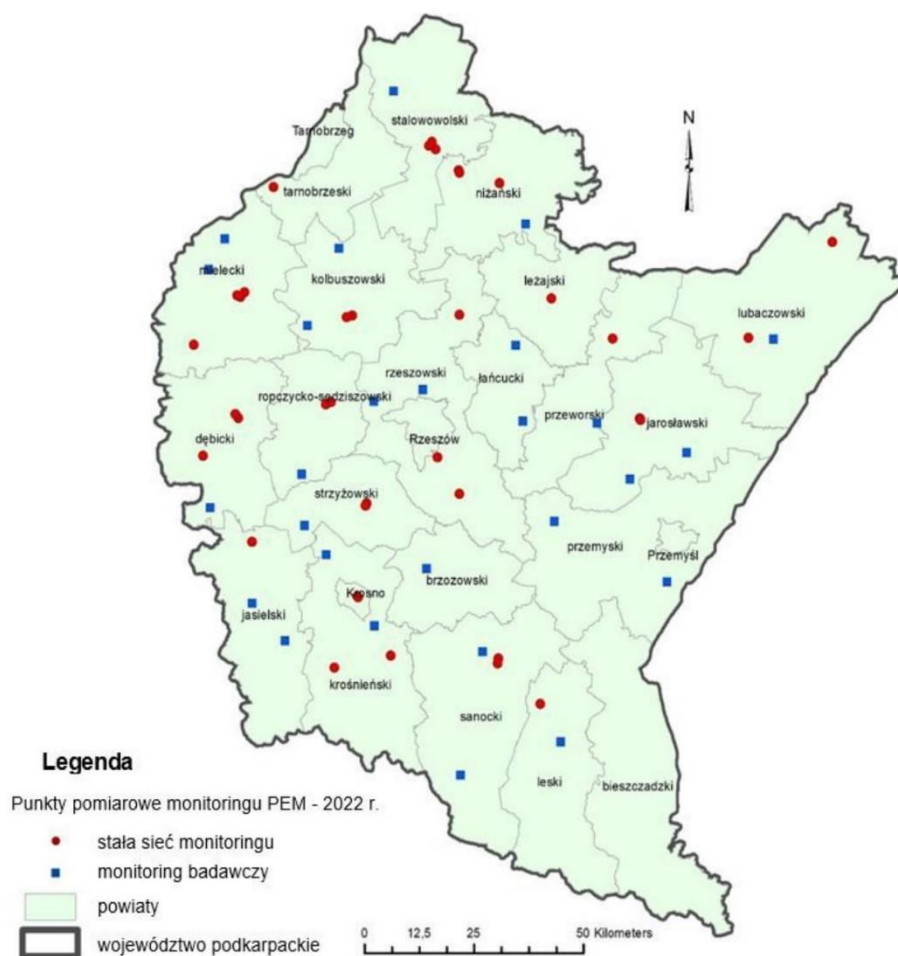 N
stalowowolski
Tarnobrzeg
tarnobrzeski
niżański
mielecki
kolbuszowski
leżajski
lubaczowski
rzeszowski
łańcucki
ropczycko-sędziszowski
przeworski
jarosławski
dębicki
Rzeszów
strzyżowski
przemyski
Przemyśl
brzozowski
Krosno
jasielski
krośnieński
sanocki
leski
bieszczadzki
Legenda
Punkty pomiarowe monitoringu PEM - 2022 r.
stała sieć monitoringu
monitoring badawczy
powiaty
województwo podkarpackie
0 12,5 25 50 Kilometers